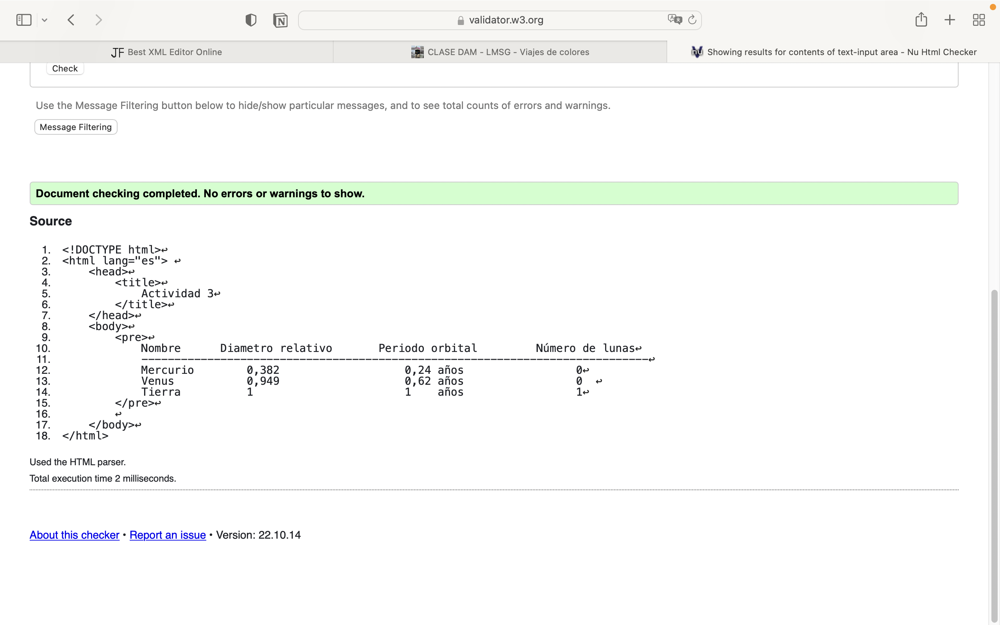 validator.w3.org
JF Best XML Editor Online
CLASE DAM - LMSG - Viajes de colores
nu Showing results for contents of text-input area - Nu Html Checker
Check
Use the Message Filtering button below to hide/show particular messages, and to see total counts of errors and warnings.
Message Filtering
Document checking completed. No errors or warnings to show.
Source
1. <!DOCTYPE html>↩
2. <html lang="es"> ↩
3.     <head>↩
4.         <title>↩
5.             Actividad 3↩
6.         </title>↩
7.     </head>↩
8.     <body>↩
9.         <pre>↩
10.             Nombre      Diametro relativo       Periodo orbital         Número de lunas↩
11.             -----------------------------------------------------------------------------↩
12.             Mercurio        0,382                   0,24 años                 0↩
13.             Venus           0,949                   0,62 años                 0  ↩
14.             Tierra          1                       1    años                 1↩
15.         </pre>↩
16.         ↩
17.     </body>↩
18. </html>
Used the HTML parser.
Total execution time 2 milliseconds.
About this checker • Report an issue • Version: 22.10.14